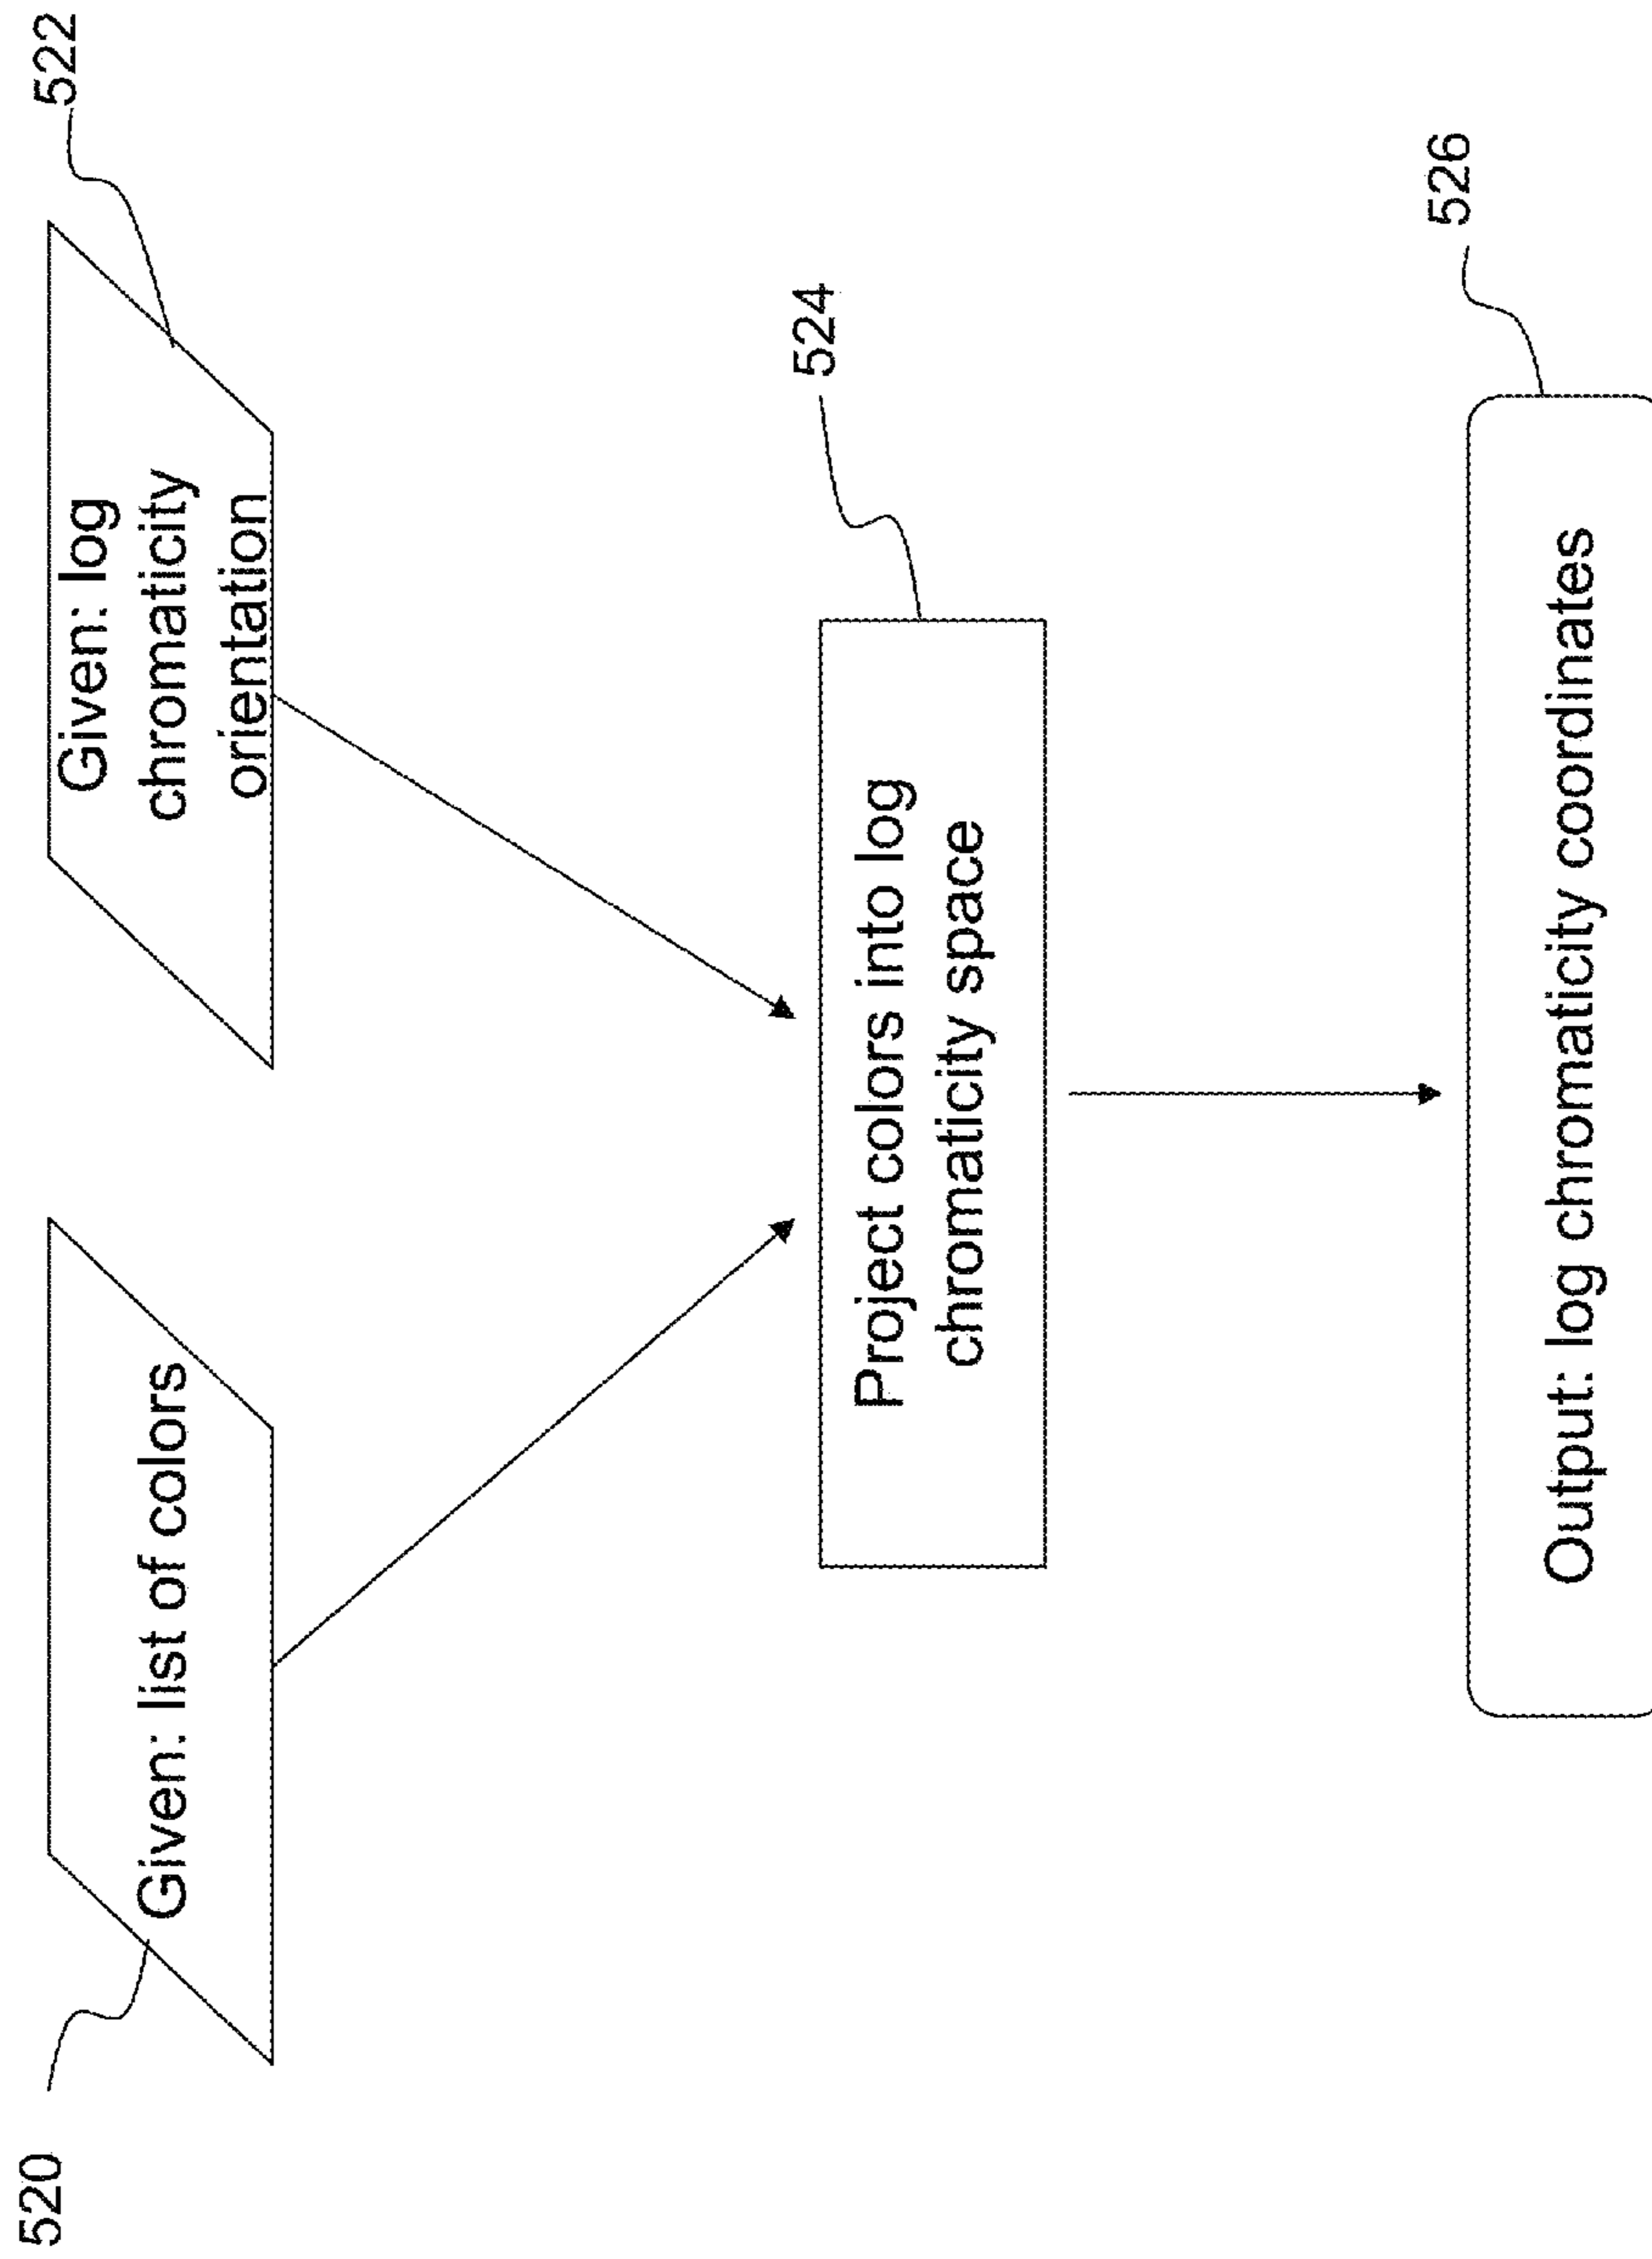 520
Given: list of colors
Given: log
chromaticity
orientation
522
Project colors into log
chromaticity space
524
Output: log chromaticity coordinates
526